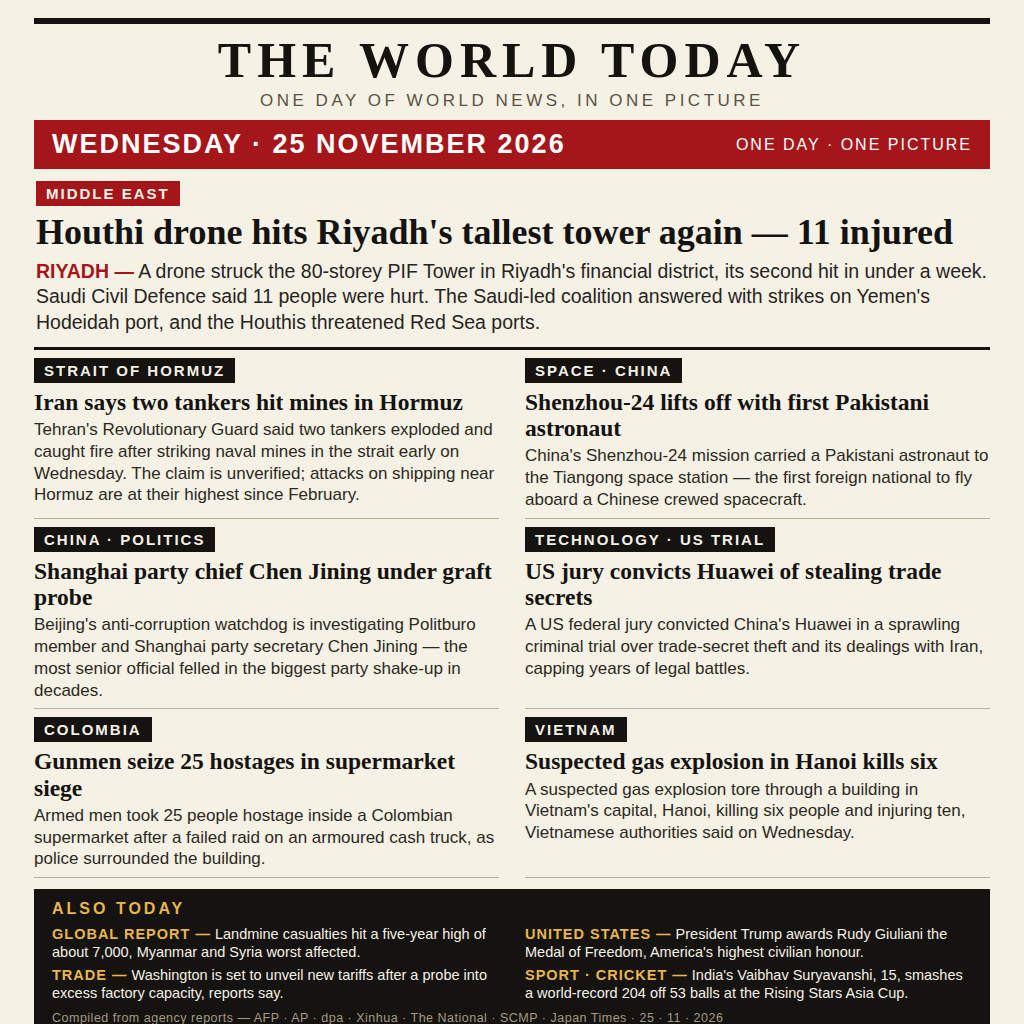 THE WORLD TODAY
ONE DAY OF WORLD NEWS, IN ONE PICTURE
WEDNESDAY · 25 NOVEMBER 2026
ONE DAY · ONE PICTURE
MIDDLE EAST
Houthi drone hits Riyadh's tallest tower again — 11 injured
RIYADH — A drone struck the 80-storey PIF Tower in Riyadh's financial district, its second hit in under a week.
Saudi Civil Defence said 11 people were hurt. The Saudi-led coalition answered with strikes on Yemen's
Hodeidah port, and the Houthis threatened Red Sea ports.
STRAIT OF HORMUZ
Iran says two tankers hit mines in Hormuz
Tehran's Revolutionary Guard said two tankers exploded and
caught fire after striking naval mines in the strait early on
Wednesday. The claim is unverified; attacks on shipping near
Hormuz are at their highest since February.
SPACE · CHINA
Shenzhou-24 lifts off with first Pakistani
astronaut
China's Shenzhou-24 mission carried a Pakistani astronaut to
the Tiangong space station — the first foreign national to fly
aboard a Chinese crewed spacecraft.
CHINA · POLITICS
Shanghai party chief Chen Jining under graft
probe
Beijing's anti-corruption watchdog is investigating Politburo
member and Shanghai party secretary Chen Jining — the
most senior official felled in the biggest party shake-up in
decades.
TECHNOLOGY · US TRIAL
US jury convicts Huawei of stealing trade
secrets
A US federal jury convicted China's Huawei in a sprawling
criminal trial over trade-secret theft and its dealings with Iran,
capping years of legal battles.
COLOMBIA
Gunmen seize 25 hostages in supermarket
siege
Armed men took 25 people hostage inside a Colombian
supermarket after a failed raid on an armoured cash truck, as
police surrounded the building.
VIETNAM
Suspected gas explosion in Hanoi kills six
A suspected gas explosion tore through a building in
Vietnam's capital, Hanoi, killing six people and injuring ten,
Vietnamese authorities said on Wednesday.
ALSO TODAY
GLOBAL REPORT — Landmine casualties hit a five-year high of
about 7,000, Myanmar and Syria worst affected.
UNITED STATES — President Trump awards Rudy Giuliani the
Medal of Freedom, America's highest civilian honour.
TRADE — Washington is set to unveil new tariffs after a probe into
excess factory capacity, reports say.
SPORT · CRICKET — India's Vaibhav Suryavanshi, 15, smashes
a world-record 204 off 53 balls at the Rising Stars Asia Cup.
Compiled from agency reports — AFP · AP · dpa · Xinhua · The National · SCMP · Japan Times · 25 · 11 · 2026